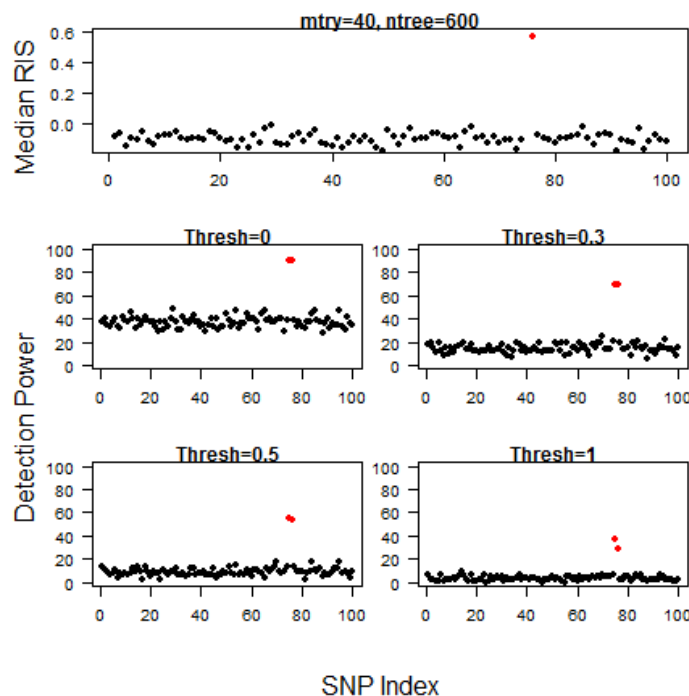 mtry=40, ntree=600
Median RIS
0.6
0.4
0.2
0.0
0 20 40 60 80 100
Detection Power
Thresh=0
100
80
60
40
20
0
0 20 40 60 80 100
Thresh=0.3
100
80
60
40
20
0
0 20 40 60 80 100
Thresh=0.5
100
80
60
40
20
0
0 20 40 60 80 100
Thresh=1
100
80
60
40
20
0
0 20 40 60 80 100
SNP Index